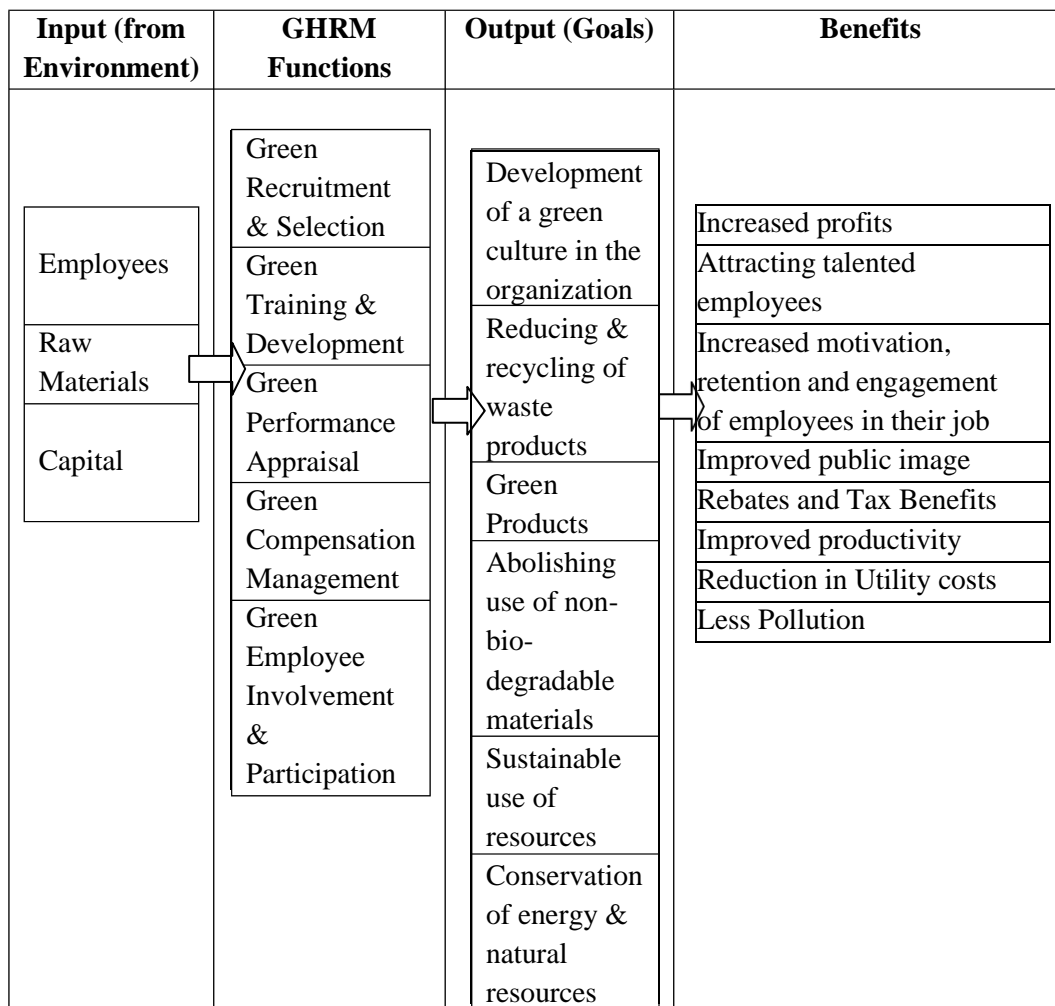 Input (from
Environment)
GHRM
Functions
Output (Goals)
Benefits
Employees
Raw
Materials
Capital
Green
Recruitment
& Selection
Green
Training &
Development
Green
Performance
Appraisal
Green
Compensation
Management
Green
Employee
Involvement
&
Participation
Development
of a green
culture in the
organization
Reducing &
recycling of
waste
products
Green
Products
Abolishing
use of non-
bio-
degradable
materials
Sustainable
use of
resources
Conservation
of energy &
natural
resources
Increased profits
Attracting talented
employees
Increased motivation,
retention and engagement
of employees in their job
Improved public image
Rebates and Tax Benefits
Improved productivity
Reduction in Utility costs
Less Pollution